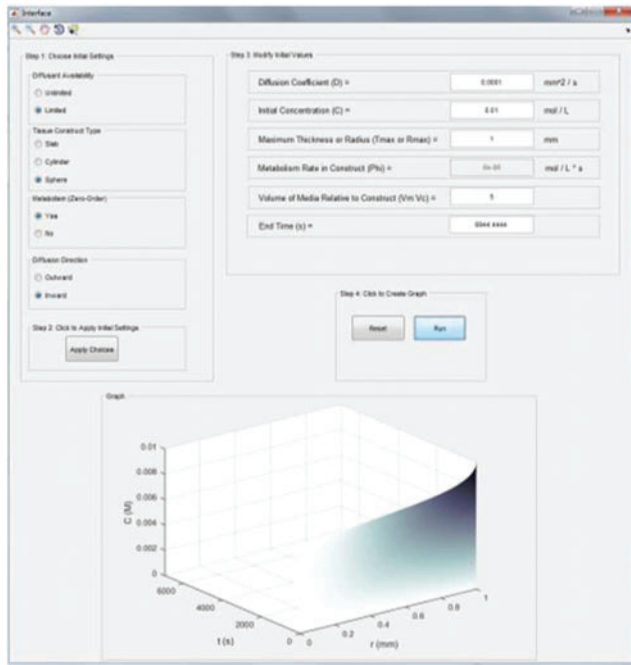 Interface
Step 1: Choose Initial Settings
Diffusant Availability
Unlimited
Limited
Tissue Construct Type
Slab
Cylinder
Sphere
Metabolism (Zero-Order)
Yes
No
Diffusion Direction
Outward
Inward
Step 2: Click to Apply Initial Settings
Apply Choices
Step 3: Modify Initial Values
Diffusion Coefficient (D) = 0.0001 mm^2 / s
Initial Concentration (C) = 0.01 mol / L
Maximum Thickness or Radius (Tmax or Rmax) = 1 mm
Metabolism Rate in Construct (Phi) = mol / L * s
Volume of Media Relative to Construct (Vm:Vc) = 5
End Time (s) = 6944.4444
Step 4: Click to Create Graph
Reset Run
Graph
0.01
0.008
0.006
0.004
0.002
0
C (M)
6000
4000
2000
0
t (s)
0 0.2 0.4 0.6 0.8 1
r (mm)